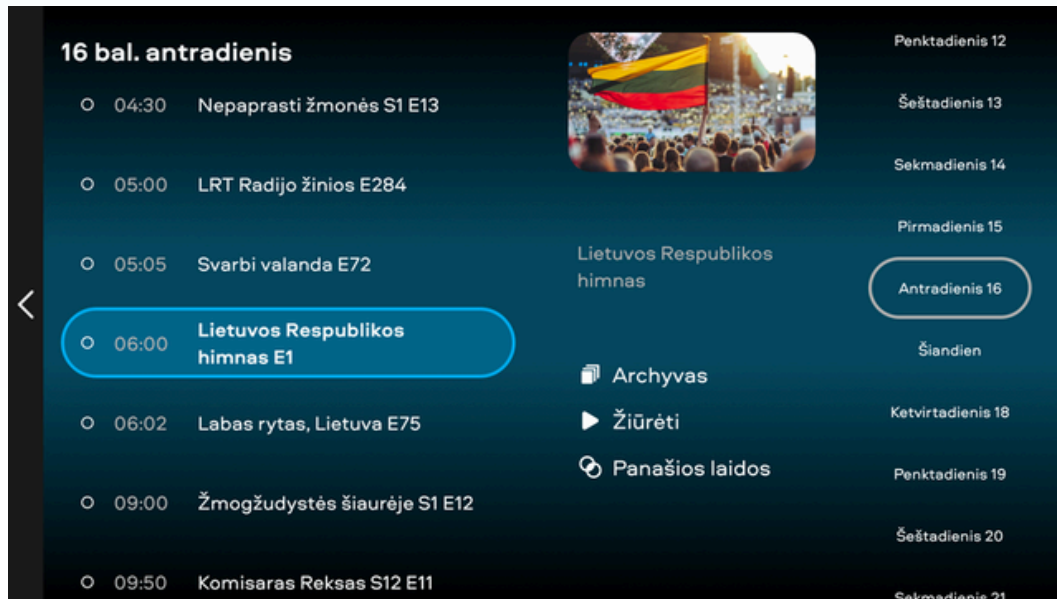 16 bal. antradienis
04:30 Nepaprasti žmonės S1 E13
05:00 LRT Radijo žinios E284
05:05 Svarbi valanda E72
06:00 Lietuvos Respublikos
himnas E1
06:02 Labas rytas, Lietuva E75
09:00 Žmogžudystės šiaurėje S1 E12
09:50 Komisaras Reksas S12 E11
Lietuvos Respublikos
himnas
Archyvas
Žiūrėti
Panašios laidos
Penktadienis 12
Šeštadienis 13
Sekmadienis 14
Pirmadienis 15
Antradienis 16
Šiandien
Ketvirtadienis 18
Penktadienis 19
Šeštadienis 20
Sekmadienis 21